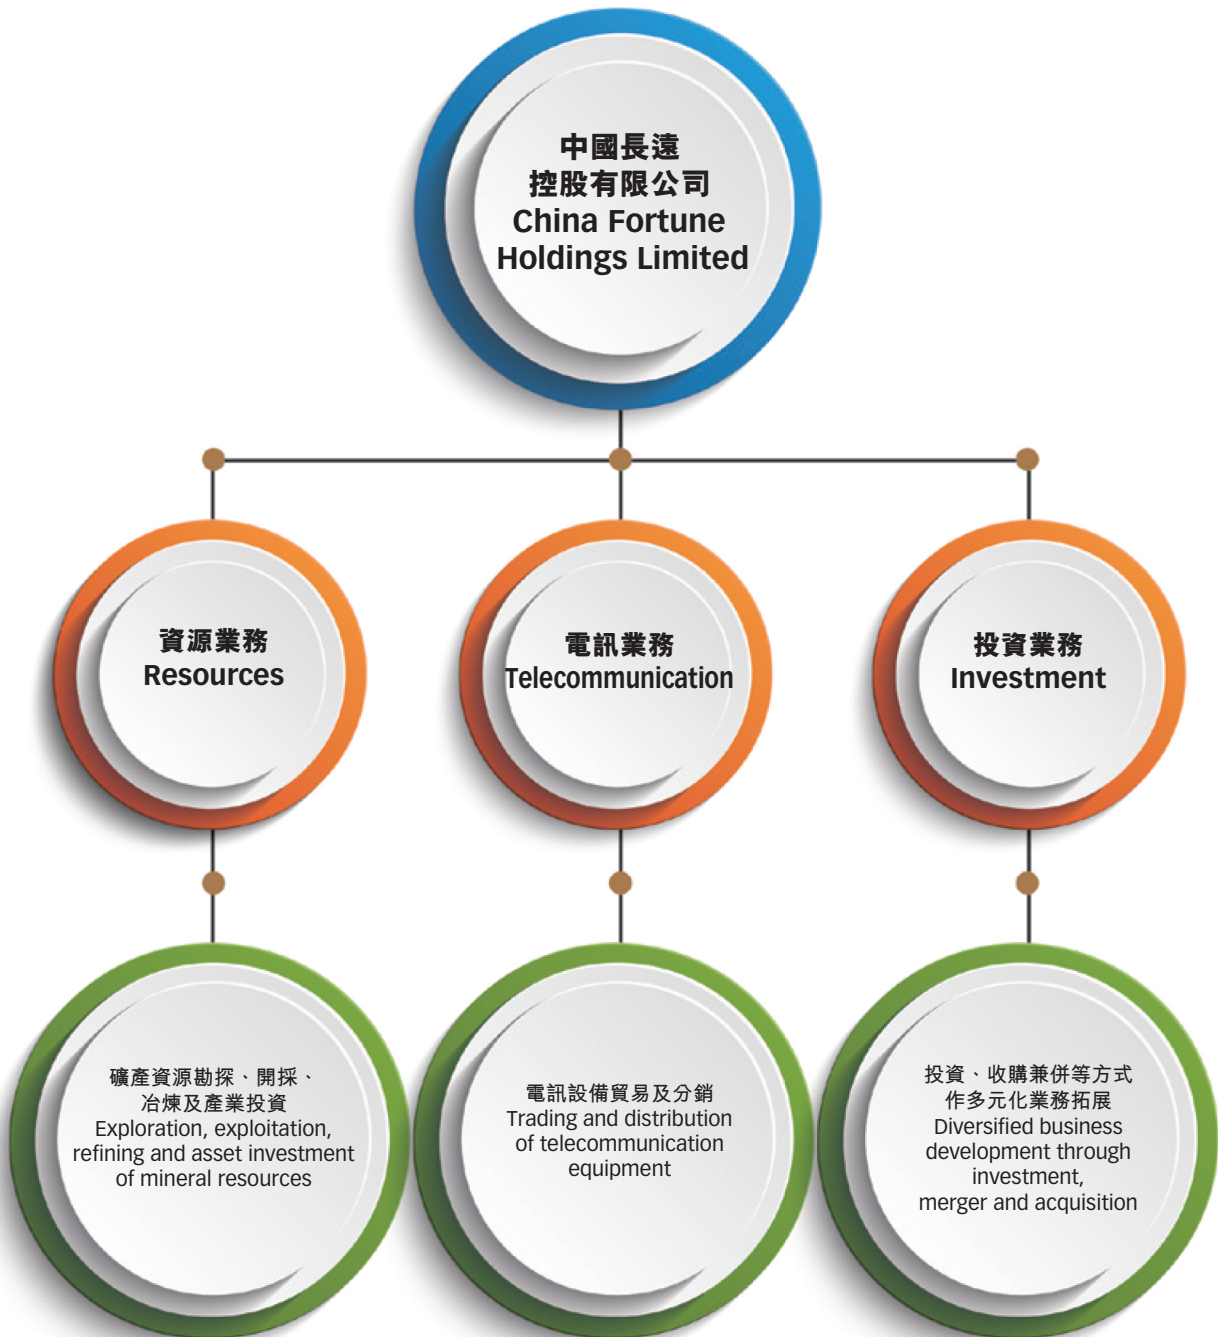 中國長遠
控股有限公司
China Fortune
Holdings Limited
資源業務
Resources
電訊業務
Telecommunication
投資業務
Investment
礦產資源勘探、開採、
冶煉及產業投資
Exploration, exploitation,
refining and asset investment
of mineral resources
電訊設備貿易及分銷
Trading and distribution
of telecommunication
equipment
投資、收購兼併等方式
作多元化業務拓展
Diversified business
development through
investment,
merger and acquisition